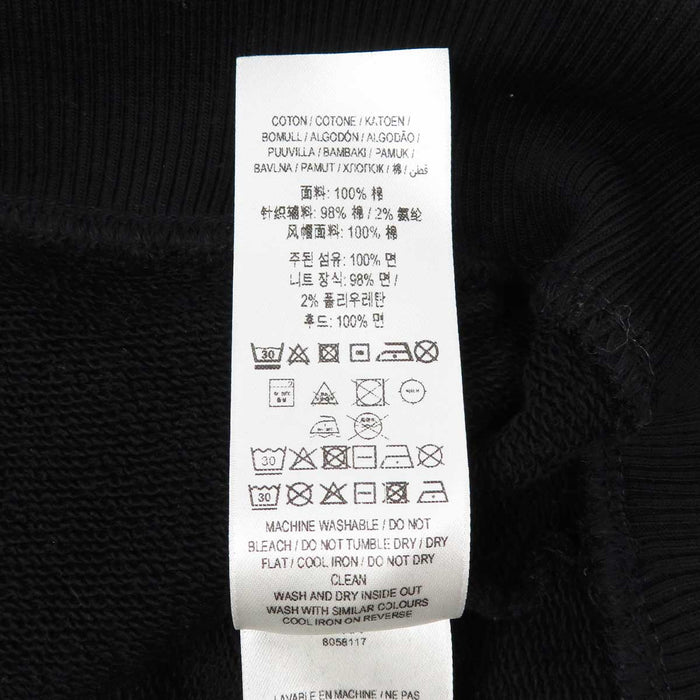 COTON / COTONE / KATOEN /
BOMULL / ALGODÓN / ALGODÃO /
PUUVILLA / BAMBAKI / PAMUK /
BAVLNA / PAMUT / ХЛОПОК / 棉 / قطن /
面料: 100% 棉
针织辅料: 98% 棉 / 2% 氨纶
风帽面料: 100% 棉
주된 섬유: 100% 면
니트 장식: 98% 면 /
2% 폴리우레탄
후드: 100% 면
30
30
30
MACHINE WASHABLE / DO NOT
BLEACH / DO NOT TUMBLE DRY / DRY
FLAT / COOL IRON / DO NOT DRY
CLEAN
WASH AND DRY INSIDE OUT
WASH WITH SIMILAR COLOURS
COOL IRON ON REVERSE
8058117
LAVABLE EN MACHINE / NE PAS